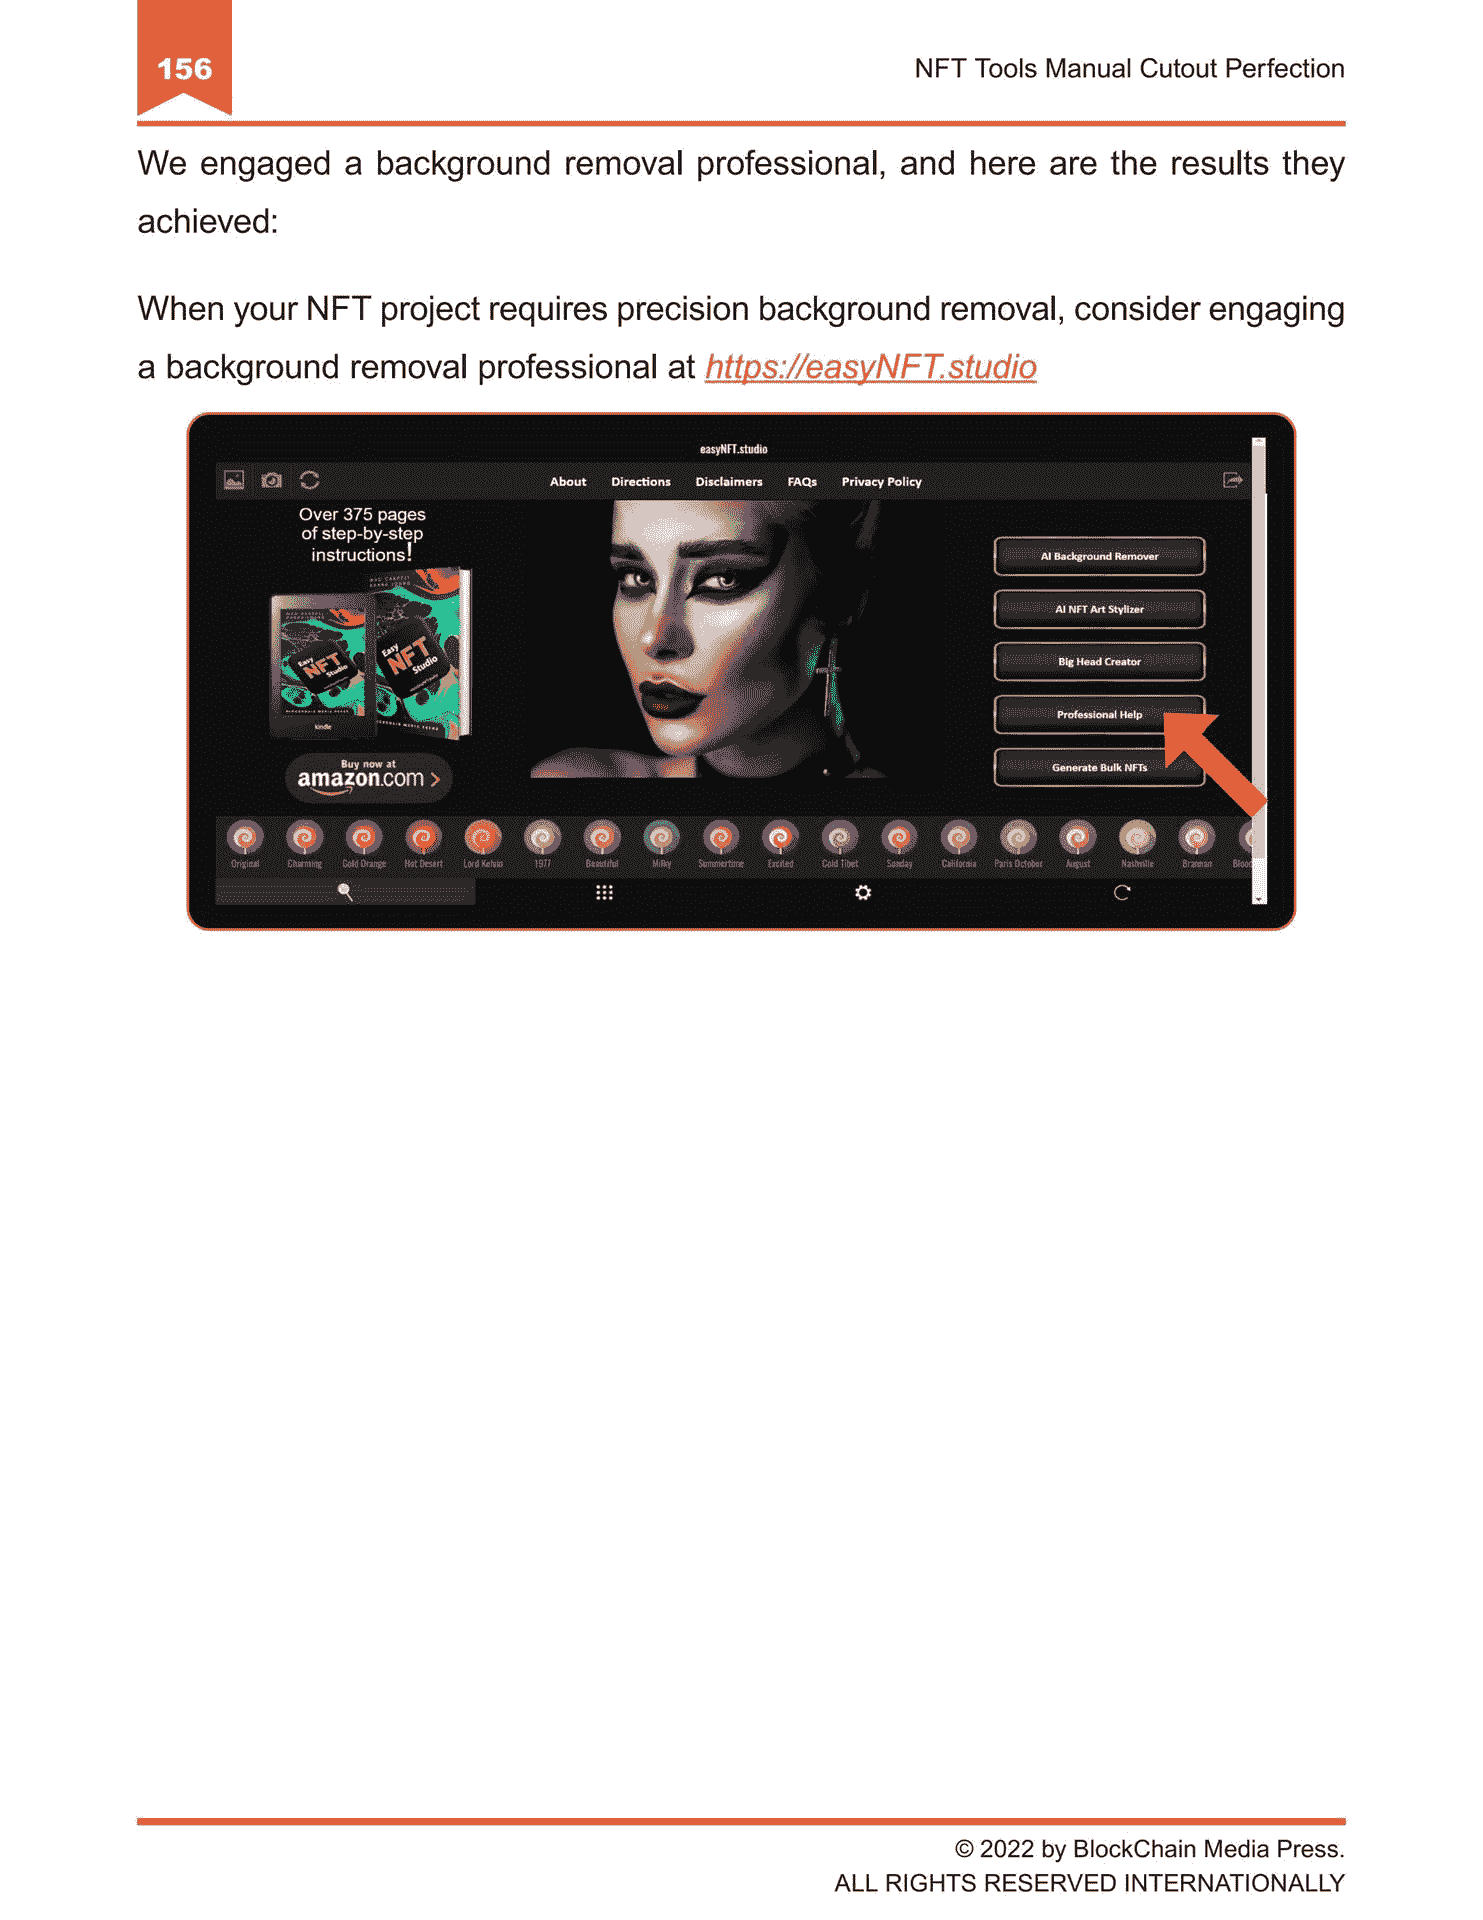 156
NFT Tools Manual Cutout Perfection
We engaged a background removal professional, and here are the results they
achieved:
When your NFT project requires precision background removal, consider engaging
a background removal professional at https://easyNFT.studio
easyNFT.studio
About Directions Disclaimers FAQs Privacy Policy
Over 375 pages
of step-by-step
instructions!
Easy
NFT
Studio
kindle
Easy
NFT
Studio
Buy now at
amazon.com >
AI Background Remover
AI NFT Art Stylizer
Big Head Creator
Professional Help
Generate Bulk NFTs
Original Charming Gold Orange Hot Desert Lord Kelvin 1977 Beautiful Milky Summertime Excited Cold Tibet Sunday California Paris October August Nashville Brannan Bloo
© 2022 by BlockChain Media Press.
ALL RIGHTS RESERVED INTERNATIONALLY